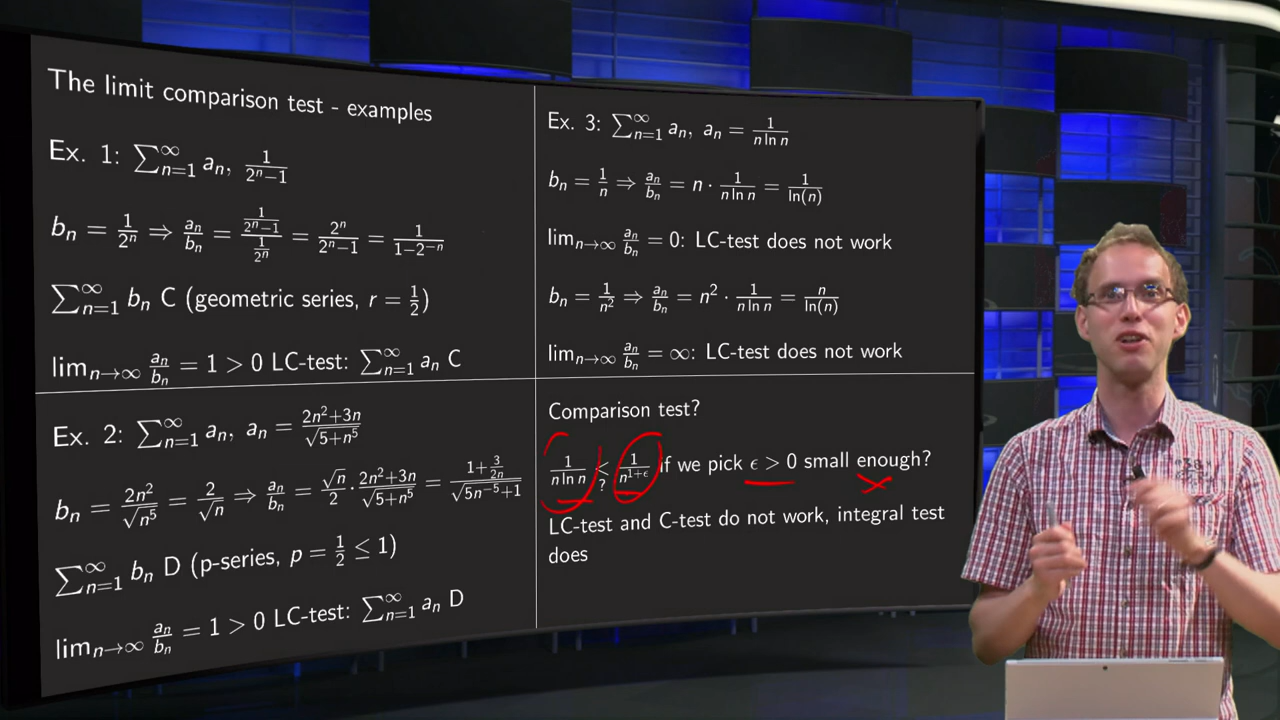 The limit comparison test - examples
Ex. 1: ∑_{n=1}^{∞} a_n, 1/(2^n−1)
b_n = 1/2^n ⇒ a_n/b_n = (1/(2^n−1))/(1/2^n) = 2^n/(2^n−1) = 1/(1−2^{−n})
∑_{n=1}^{∞} b_n C (geometric series, r = 1/2)
lim_{n→∞} a_n/b_n = 1 > 0 LC-test: ∑_{n=1}^{∞} a_n C
Ex. 2: ∑_{n=1}^{∞} a_n, a_n = (2n^2+3n)/√(5+n^5)
b_n = 2n^2/√(n^5) = 2/√n ⇒ a_n/b_n = √n/2 · (2n^2+3n)/√(5+n^5) = (1+3/(2n))/√(5n^{−5}+1)
∑_{n=1}^{∞} b_n D (p-series, p = 1/2 ≤ 1)
lim_{n→∞} a_n/b_n = 1 > 0 LC-test: ∑_{n=1}^{∞} a_n D
Ex. 3: ∑_{n=1}^{∞} a_n, a_n = 1/(n ln n)
b_n = 1/n ⇒ a_n/b_n = n · 1/(n ln n) = 1/ln(n)
lim_{n→∞} a_n/b_n = 0: LC-test does not work
b_n = 1/n^2 ⇒ a_n/b_n = n^2 · 1/(n ln n) = n/ln(n)
lim_{n→∞} a_n/b_n = ∞: LC-test does not work
Comparison test?
1/(n ln n) <_? 1/n^{1+ϵ} if we pick ϵ > 0 small enough?
LC-test and C-test do not work, integral test
does